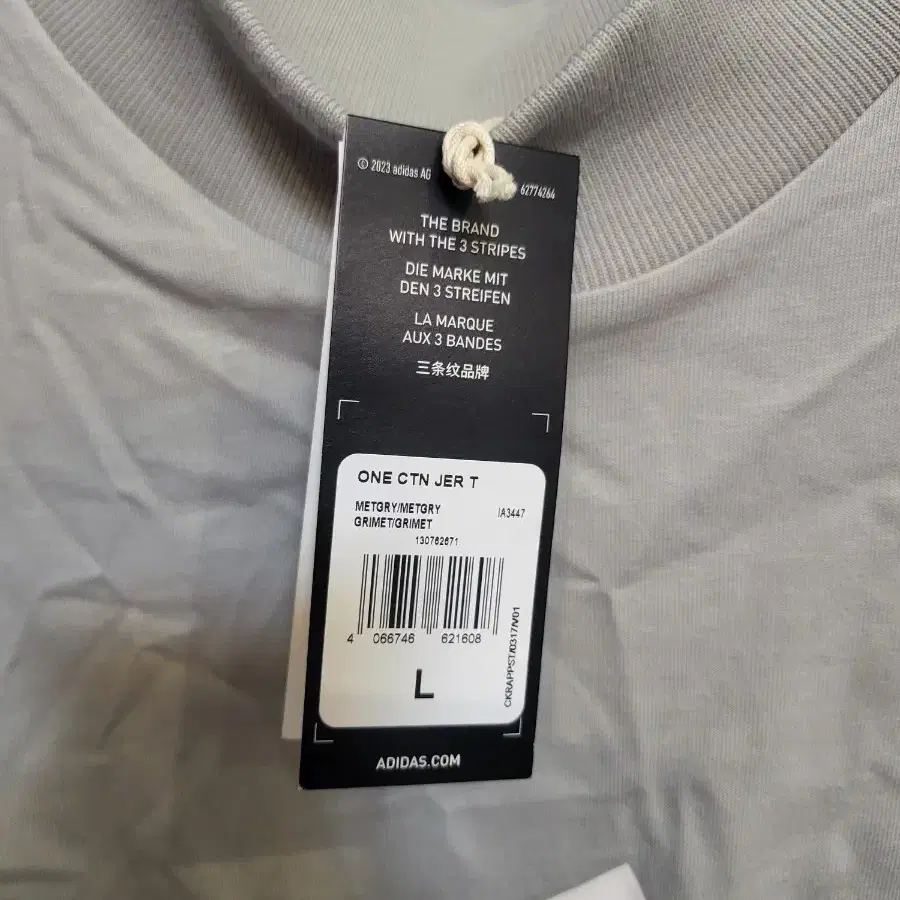 © 2023 adidas AG
62774264
THE BRAND
WITH THE 3 STRIPES
DIE MARKE MIT
DEN 3 STREIFEN
LA MARQUE
AUX 3 BANDES
三条纹品牌
ONE CTN JER T
METGRY/METGRY
IA3447
GRIMET/GRIMET
130762671
4 066746 621608
CKRAPPST/0317/V01
L
ADIDAS.COM